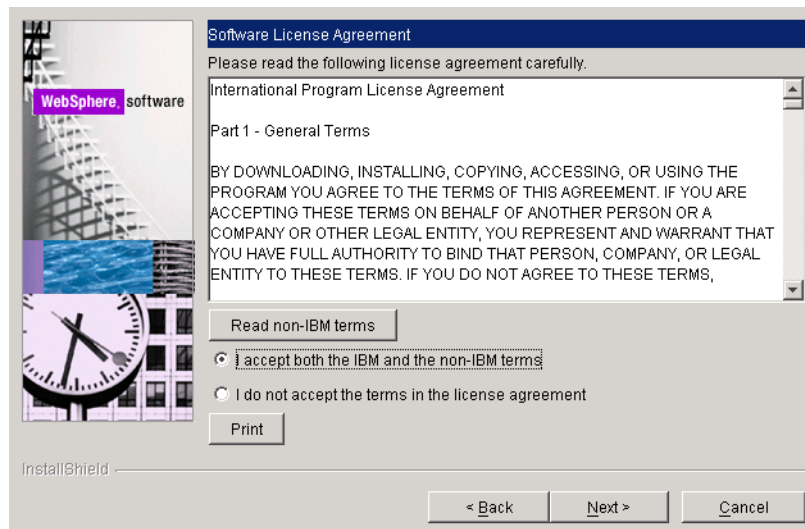 Software License Agreement
Please read the following license agreement carefully.
WebSphere. software
International Program License Agreement
Part 1 - General Terms
BY DOWNLOADING, INSTALLING, COPYING, ACCESSING, OR USING THE
PROGRAM YOU AGREE TO THE TERMS OF THIS AGREEMENT. IF YOU ARE
ACCEPTING THESE TERMS ON BEHALF OF ANOTHER PERSON OR A
COMPANY OR OTHER LEGAL ENTITY, YOU REPRESENT AND WARRANT THAT
YOU HAVE FULL AUTHORITY TO BIND THAT PERSON, COMPANY, OR LEGAL
ENTITY TO THESE TERMS. IF YOU DO NOT AGREE TO THESE TERMS,
Read non-IBM terms
I accept both the IBM and the non-IBM terms
I do not accept the terms in the license agreement
Print
InstallShield
< Back Next > Cancel